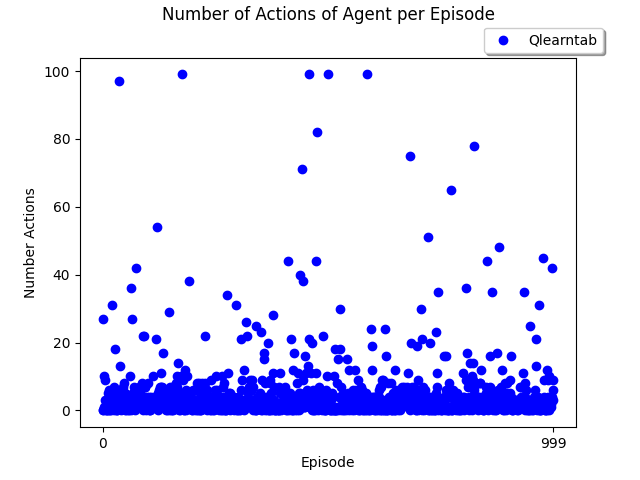 Number of Actions of Agent per Episode
Qlearntab
100
80
60
40
20
0
Number Actions
0 999
Episode